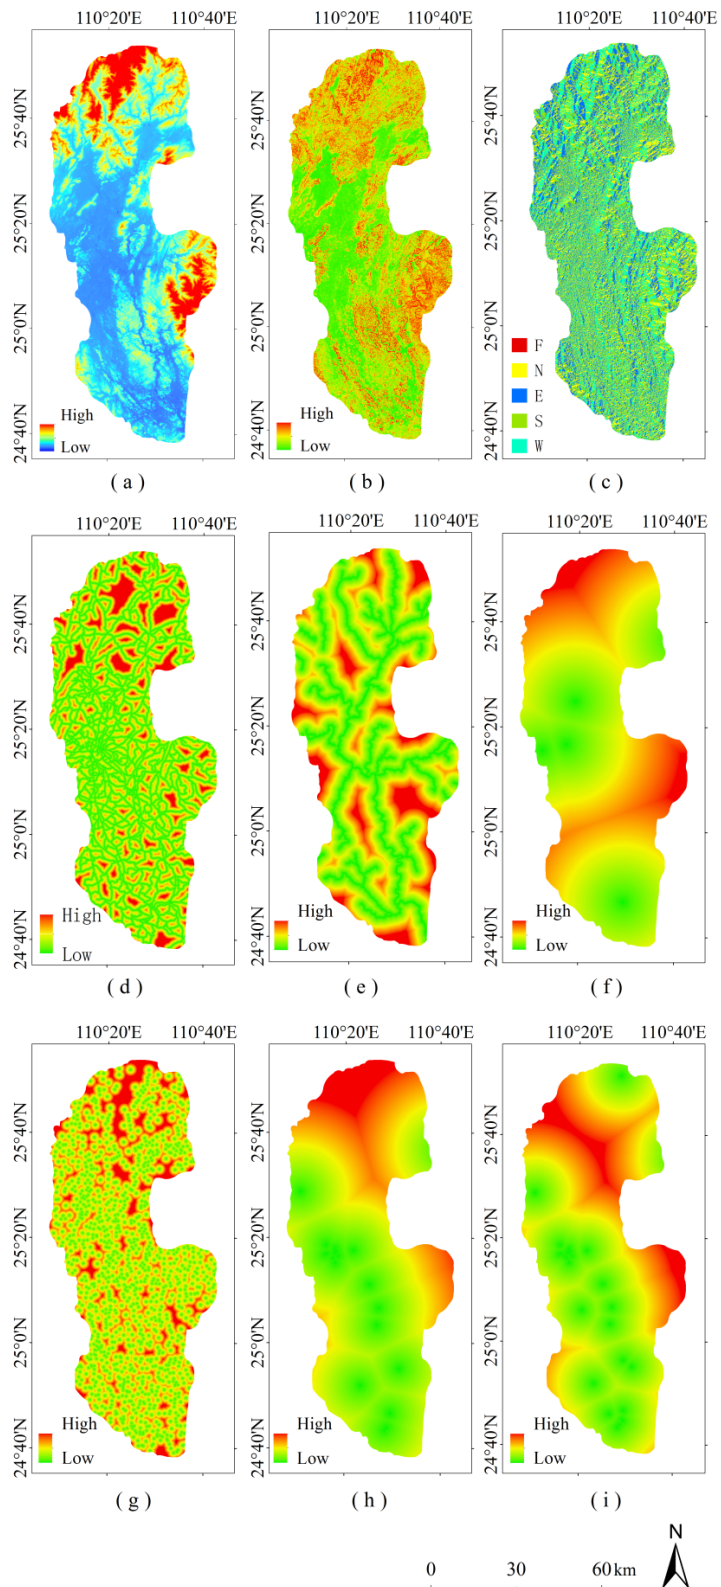 110°20'E 110°40'E 110°20'E 110°40'E 110°20'E 110°40'E
25°40'N 25°40'N 25°40'N
25°20'N 25°20'N 25°20'N
25°0'N 25°0'N 25°0'N
F
N
E
High High S
Low Low W
24°40'N 24°40'N 24°40'N
( a ) ( b ) ( c )
110°20'E 110°40'E 110°20'E 110°40'E 110°20'E 110°40'E
25°40'N 25°40'N 25°40'N
25°20'N 25°20'N 25°20'N
25°0'N 25°0'N 25°0'N
High High High
Low Low Low
24°40'N 24°40'N 24°40'N
( d ) ( e ) ( f )
110°20'E 110°40'E 110°20'E 110°40'E 110°20'E 110°40'E
25°40'N 25°40'N 25°40'N
25°20'N 25°20'N 25°20'N
25°0'N 25°0'N 25°0'N
High High High
Low Low Low
24°40'N 24°40'N 24°40'N
( g ) ( h ) ( i )
N
0 30 60 km